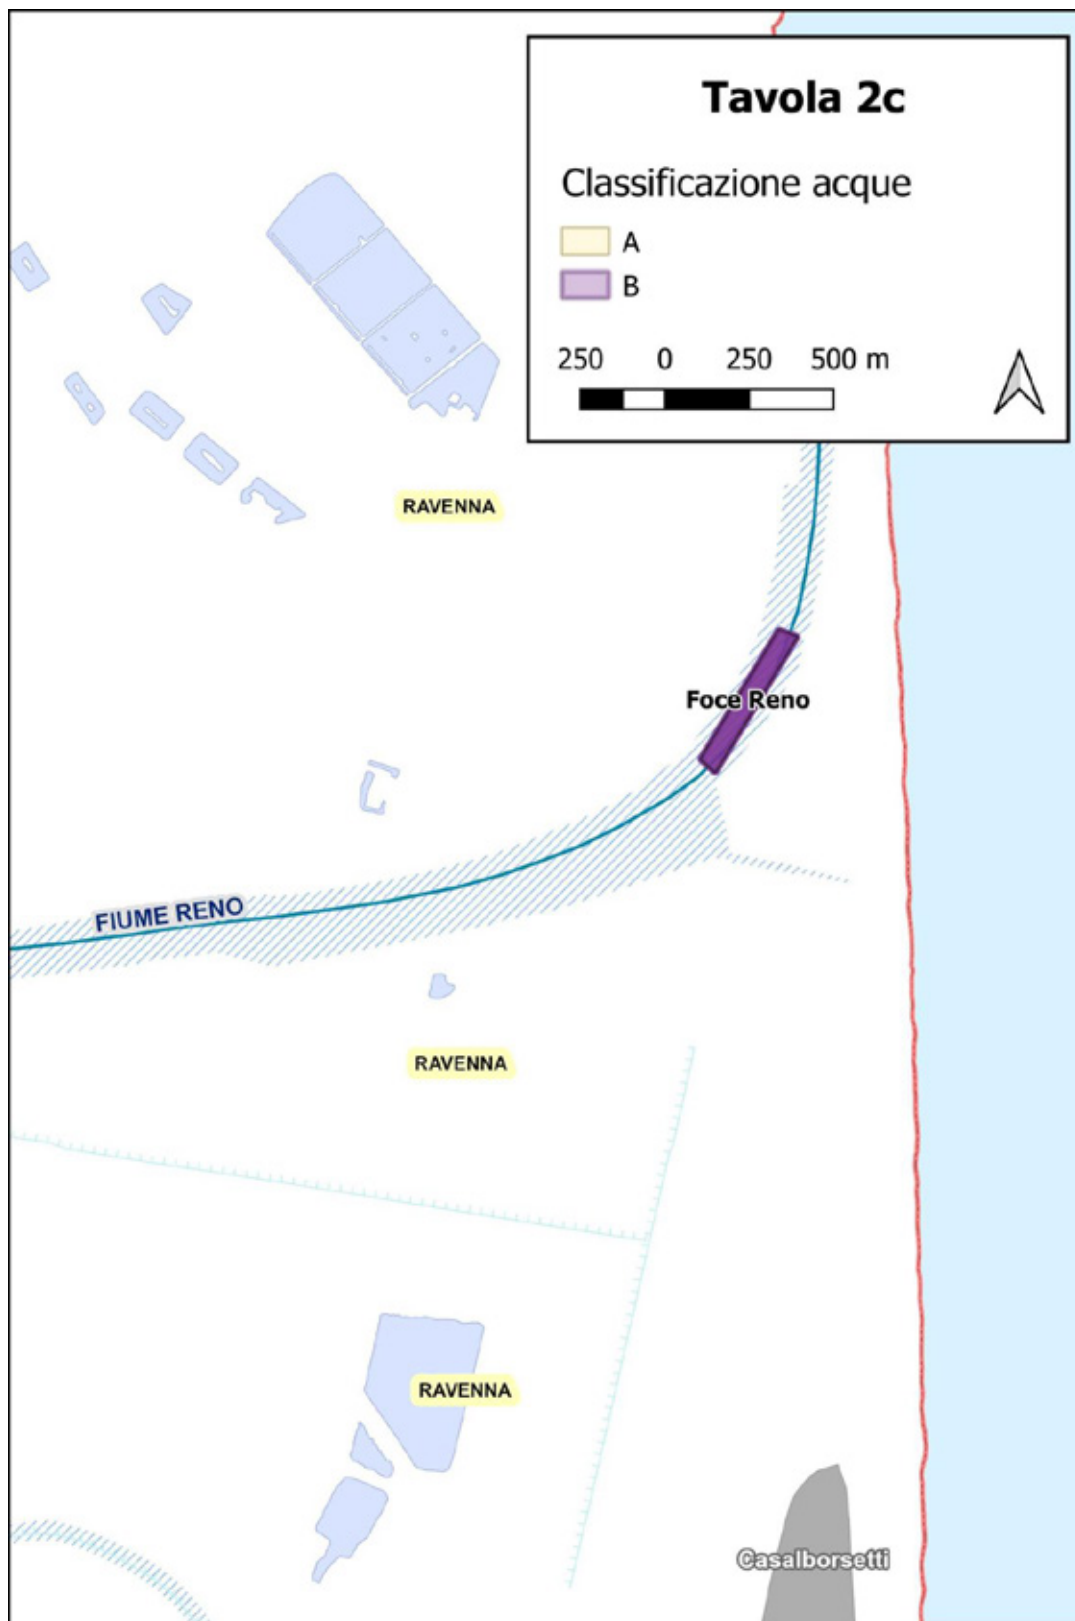 Tavola 2c
Classificazione acque
A
B
250 0 250 500 m
RAVENNA
Foce Reno
FIUME RENO
RAVENNA
RAVENNA
Casalborsetti